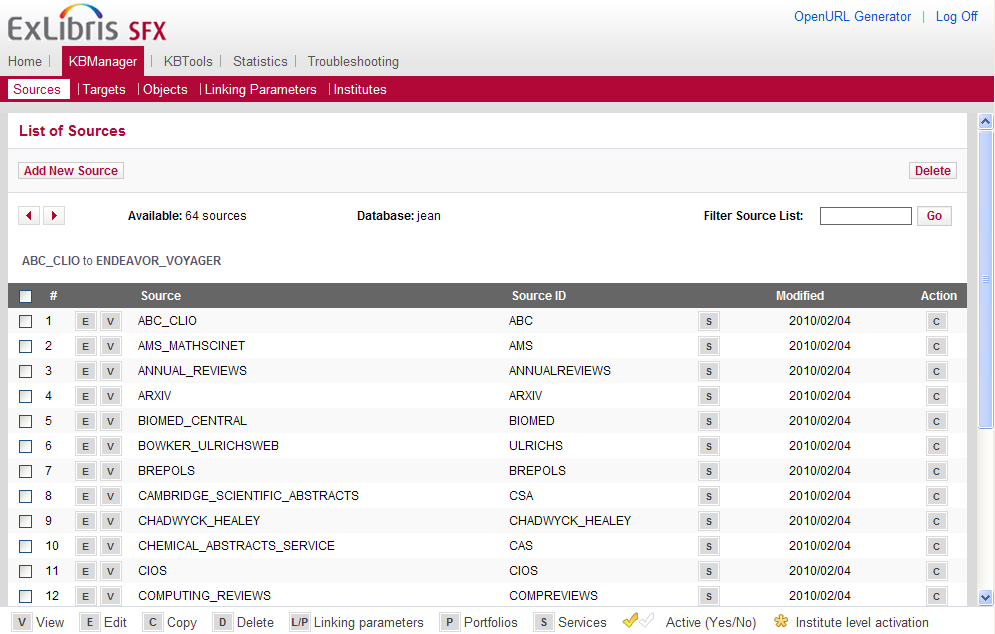 OpenURL Generator | Log Off
ExLibris SFX
Home | KBManager | KBTools | Statistics | Troubleshooting
Sources | Targets | Objects | Linking Parameters | Institutes
List of Sources
Add New Source Delete
Available: 64 sources Database: jean Filter Source List: Go
ABC_CLIO to ENDEAVOR_VOYAGER
# Source Source ID Modified Action
1 E V ABC_CLIO ABC S 2010/02/04 C
2 E V AMS_MATHSCINET AMS S 2010/02/04 C
3 E V ANNUAL_REVIEWS ANNUALREVIEWS S 2010/02/04 C
4 E V ARXIV ARXIV S 2010/02/04 C
5 E V BIOMED_CENTRAL BIOMED S 2010/02/04 C
6 E V BOWKER_ULRICHSWEB ULRICHS S 2010/02/04 C
7 E V BREPOLS BREPOLS S 2010/02/04 C
8 E V CAMBRIDGE_SCIENTIFIC_ABSTRACTS CSA S 2010/02/04 C
9 E V CHADWYCK_HEALEY CHADWYCK_HEALEY S 2010/02/04 C
10 E V CHEMICAL_ABSTRACTS_SERVICE CAS S 2010/02/04 C
11 E V CIOS CIOS S 2010/02/04 C
12 E V COMPUTING_REVIEWS COMPREVIEWS S 2010/02/04 C
V View E Edit C Copy D Delete L/P Linking parameters P Portfolios S Services Active (Yes/No) Institute level activation